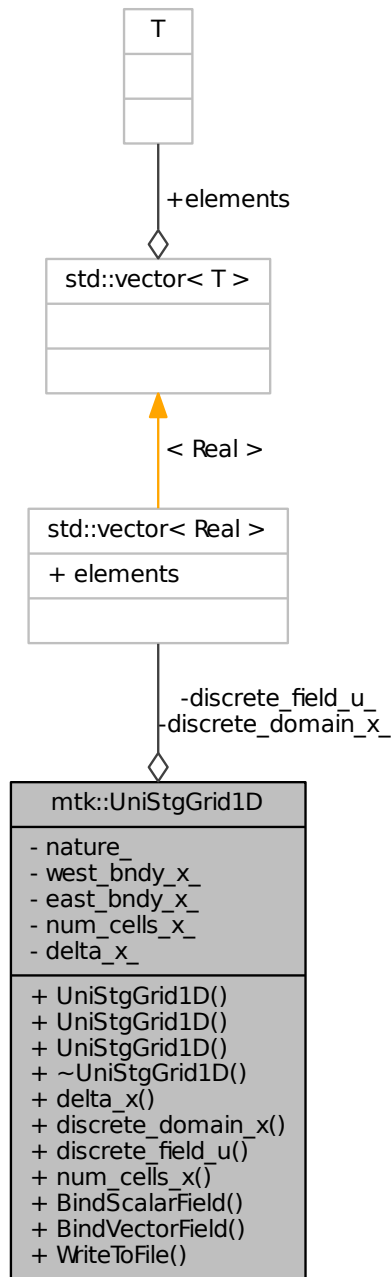 T
+elements
std::vector< T >
< Real >
std::vector< Real >
+ elements
-discrete_field_u_
-discrete_domain_x_
mtk::UniStgGrid1D
- nature_
- west_bndy_x_
- east_bndy_x_
- num_cells_x_
- delta_x_
+ UniStgGrid1D()
+ UniStgGrid1D()
+ UniStgGrid1D()
+ ~UniStgGrid1D()
+ delta_x()
+ discrete_domain_x()
+ discrete_field_u()
+ num_cells_x()
+ BindScalarField()
+ BindVectorField()
+ WriteToFile()